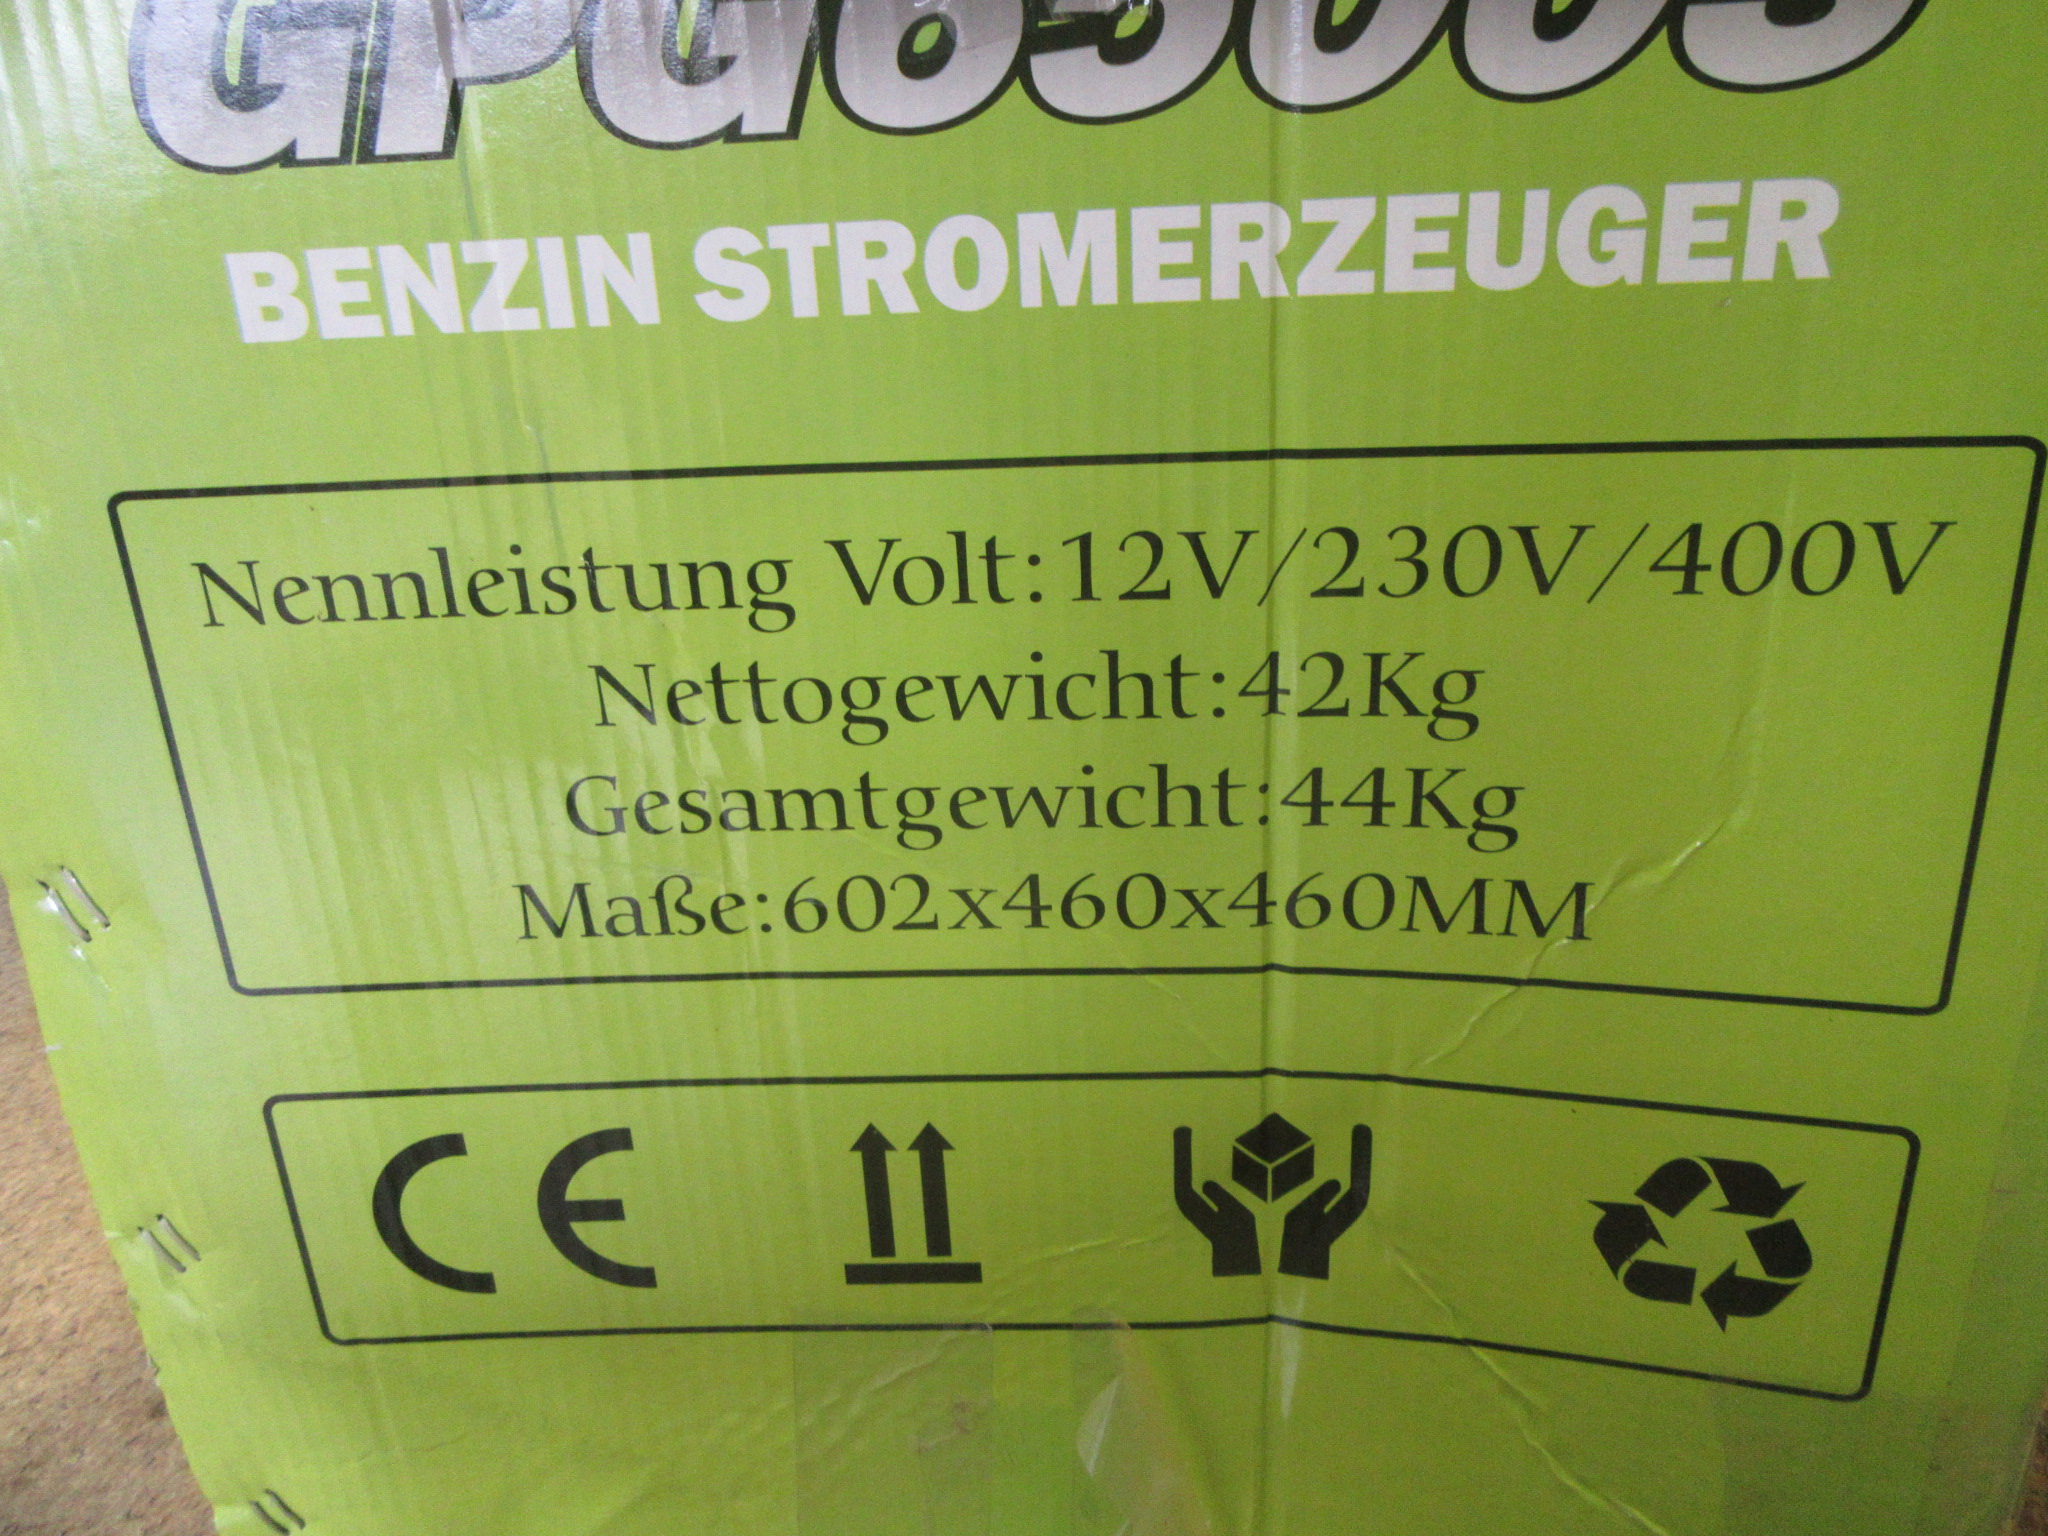 BENZIN STROMERZEUGER
Nennleistung Volt:12V/230V/400V
Nettogewicht:42Kg
Gesamtgewicht:44Kg
Maße:602x460x460MM
CE